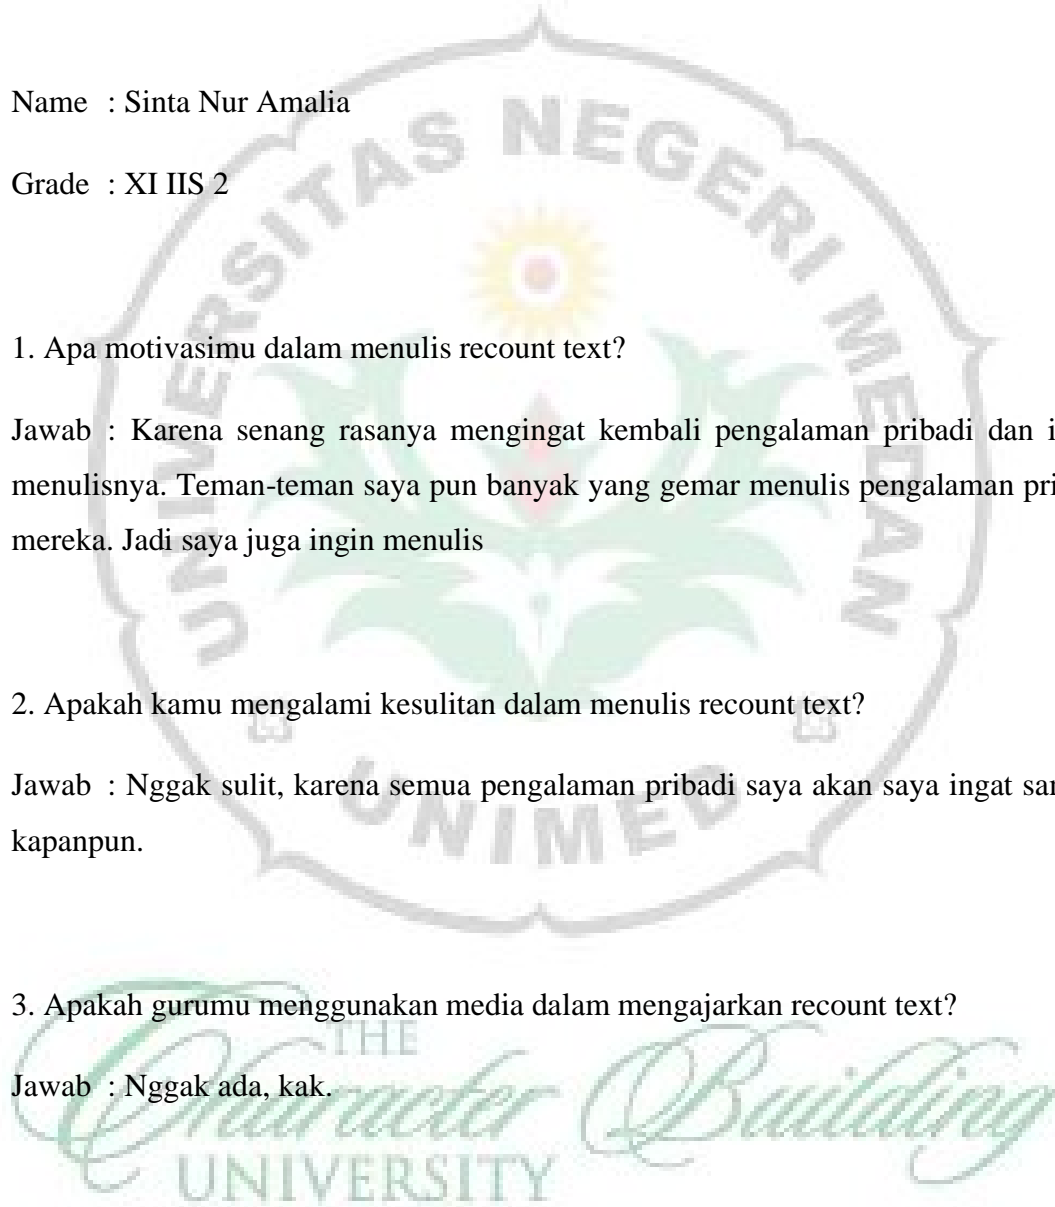 Name : Sinta Nur Amalia
Grade : XI IIS 2
1. Apa motivasimu dalam menulis recount text?
Jawab : Karena senang rasanya mengingat kembali pengalaman pribadi dan
menulisnya. Teman-teman saya pun banyak yang gemar menulis pengalaman
mereka. Jadi saya juga ingin menulis
2. Apakah kamu mengalami kesulitan dalam menulis recount text?
Jawab : Nggak sulit, karena semua pengalaman pribadi saya akan saya ingat
kapanpun.
3. Apakah gurumu menggunakan media dalam mengajarkan recount text?
Jawab : Nggak ada, kak.
UNIVERSITAS NEGERI MEDAN
UNIMED
THE
Character Building
UNIVERSITY